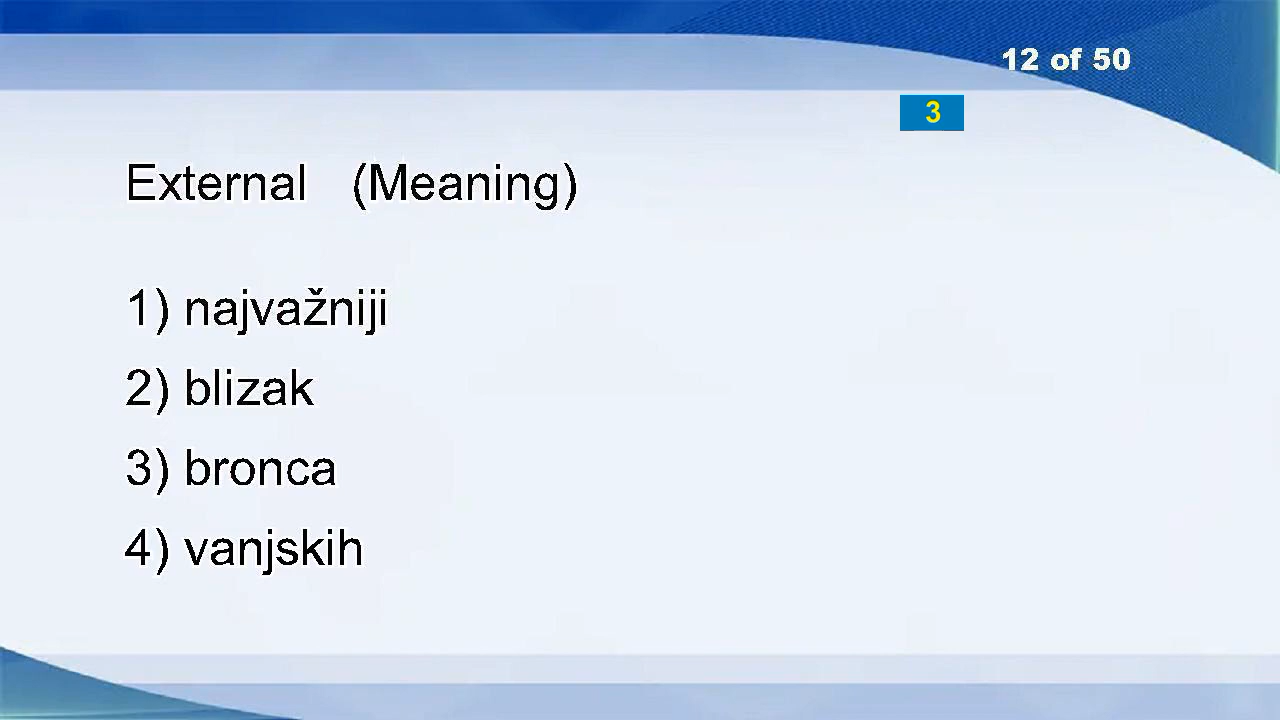 12 of 50
3
External (Meaning)
1) najvažniji
2) blizak
3) bronca
4) vanjskih